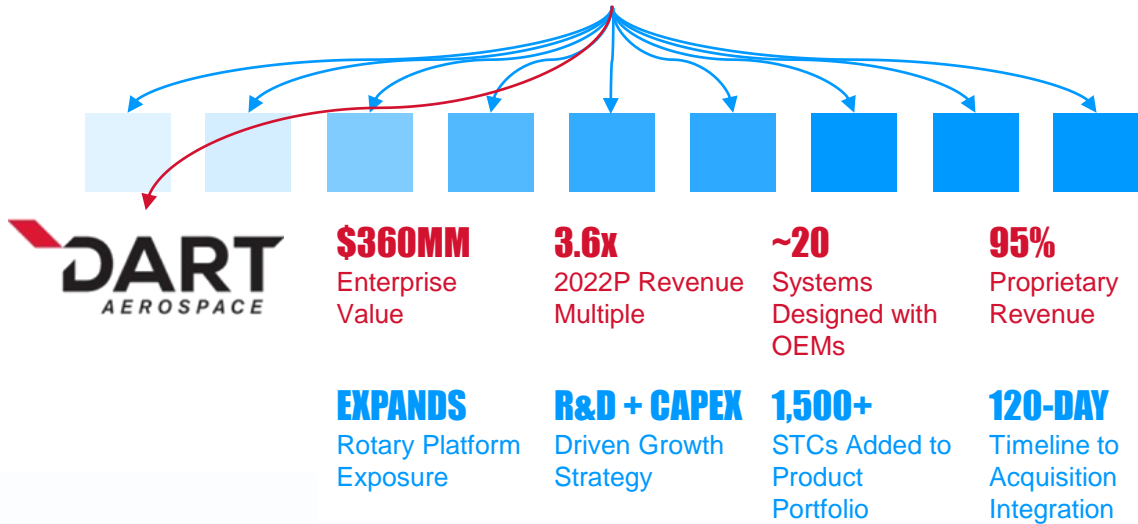 DART
AEROSPACE
$360MM
Enterprise
Value
3.6x
2022P Revenue
Multiple
~20
Systems
Designed with
OEMs
95%
Proprietary
Revenue
EXPANDS
Rotary Platform
Exposure
R&D + CAPEX
Driven Growth
Strategy
1,500+
STCs Added to
Product
Portfolio
120-DAY
Timeline to
Acquisition
Integration